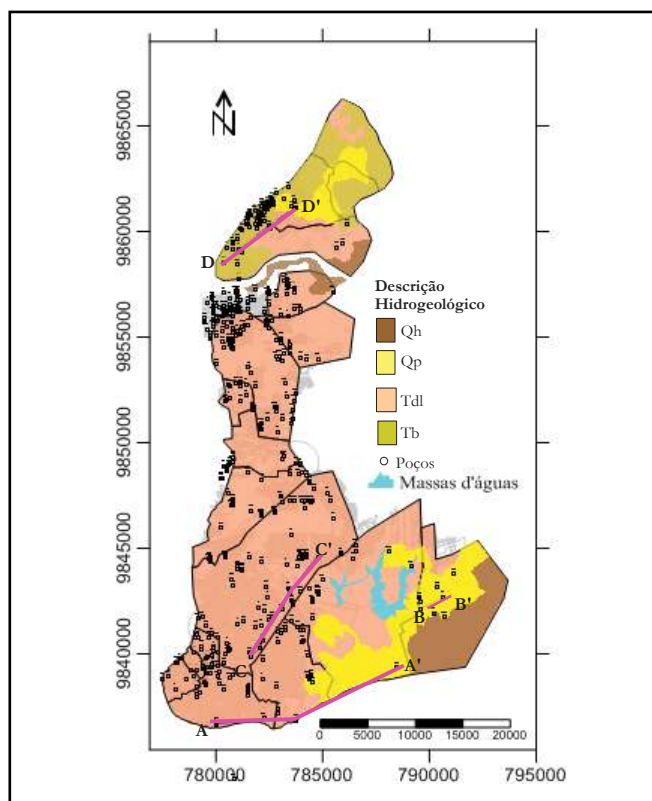 9865000
N
D'
9860000
D
Descrição
Hidrogeológico
Qh
9855000
Qp
Tdl
Tb
9850000
Poços
Massas d'águas
C'
9845000
B
B'
9840000
C
A'
A
0 5000 10000 15000 20000
780000 785000 790000 795000